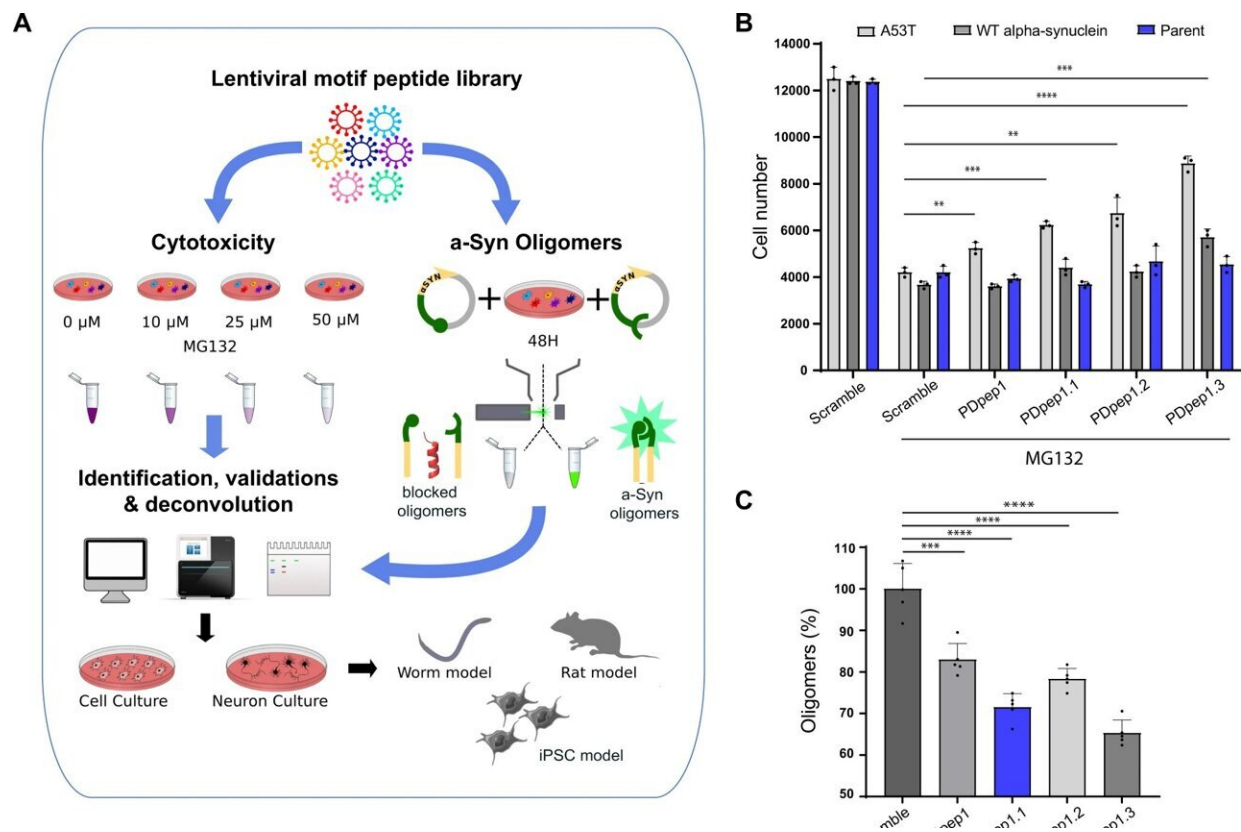 A
Lentiviral motif peptide library
Cytotoxicity
a-Syn Oligomers
0 µM
10 µM
25 µM
50 µM
MG132
αSYN
αSYN
48H
blocked
oligomers
a-Syn
oligomers
Identification, validations
& deconvolution
Cell Culture
Neuron Culture
Worm model
Rat model
iPSC model
B
A53T
WT alpha-synuclein
Parent
Cell number
14000
12000
10000
8000
6000
4000
2000
0
***
****
**
***
**
Scramble
Scramble
PDpep1
PDpep1.1
PDpep1.2
PDpep1.3
MG132
C
Oligomers (%)
110
100
90
80
70
65
50
****
****
****
***